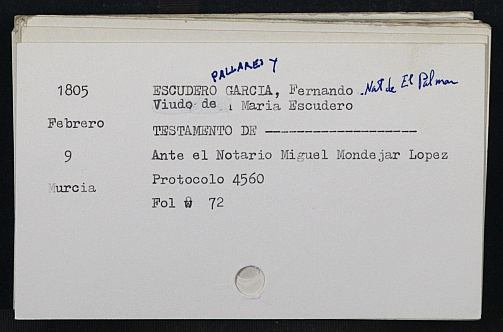 PALLARES Y
1805 ESCUDERO GARCIA, Fernando. Nat de El Palmar
Viudo de Maria Escudero
Febrero TESTAMENTO DE --------------------
9 Ante el Notario Miguel Mondejar Lopez
Protocolo 4560
Murcia
Fol 72